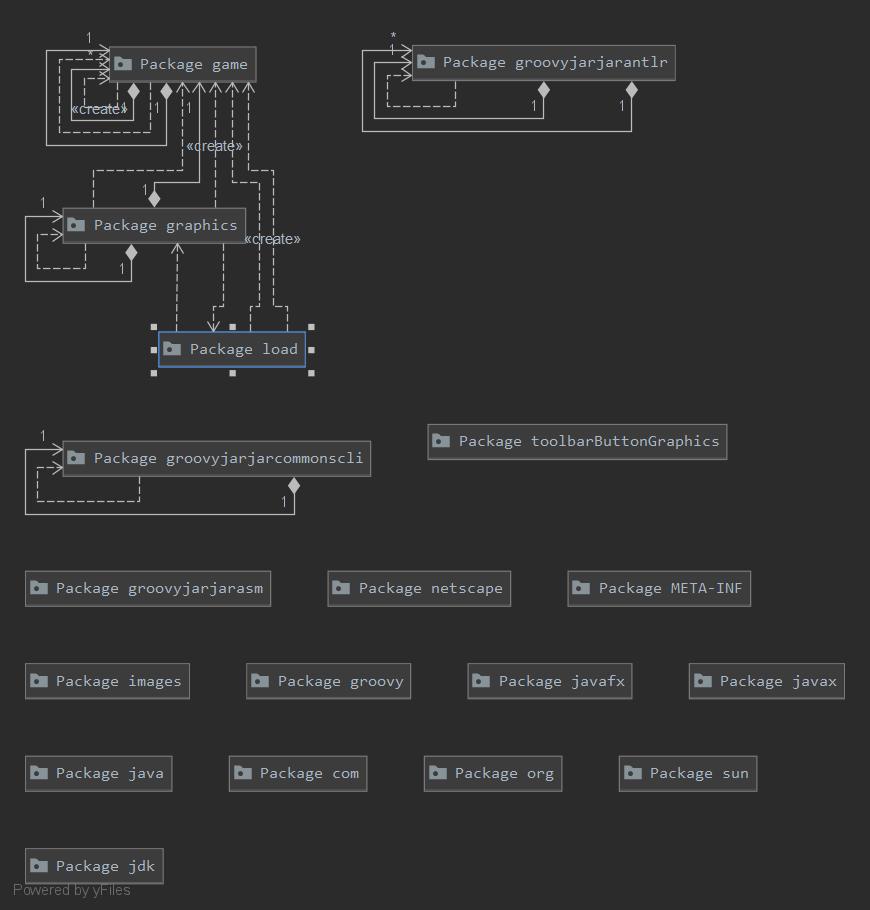 1
*
Package game
*
1
Package groovyjarjarantlr
«create»
1
1
1
1
1
«create»
1
1
Package graphics
«create»
1
Package load
1
Package groovyjarjarcommonscli
Package toolbarButtonGraphics
1
Package groovyjarjarasm
Package netscape
Package META-INF
Package images
Package groovy
Package javafx
Package javax
Package java
Package com
Package org
Package sun
Package jdk
Powered by yFiles